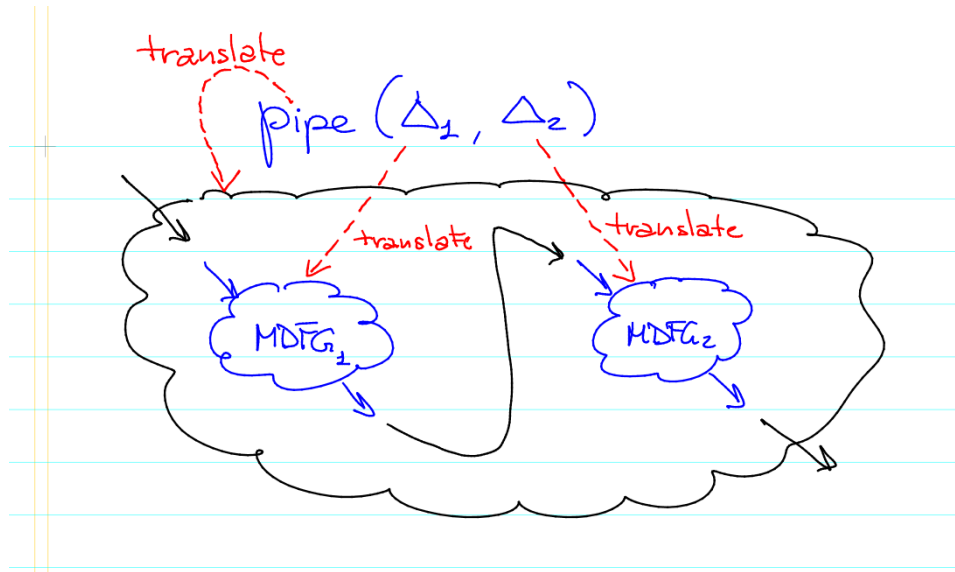 translate
pipe (Δ₁, Δ₂)
translate
translate
MDFG₁
MDFG₂